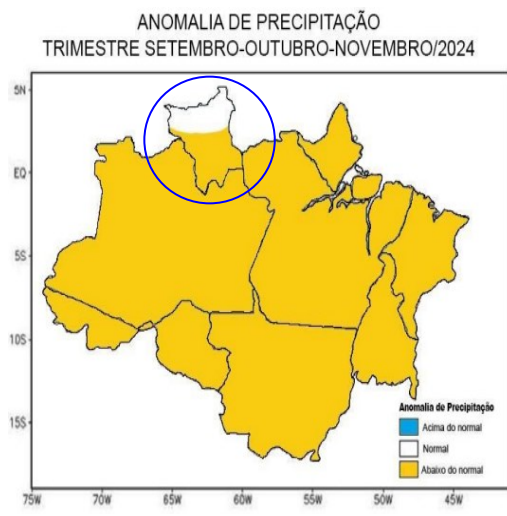 ANOMALIA DE PRECIPITAÇÃO
TRIMESTRE SETEMBRO-OUTUBRO-NOVEMBRO/2024
5N
EQ
5S
10S
15S
Anomalia de Precipitação
Acima do normal
Normal
Abaixo do normal
75W 70W 65W 60W 55W 50W 45W